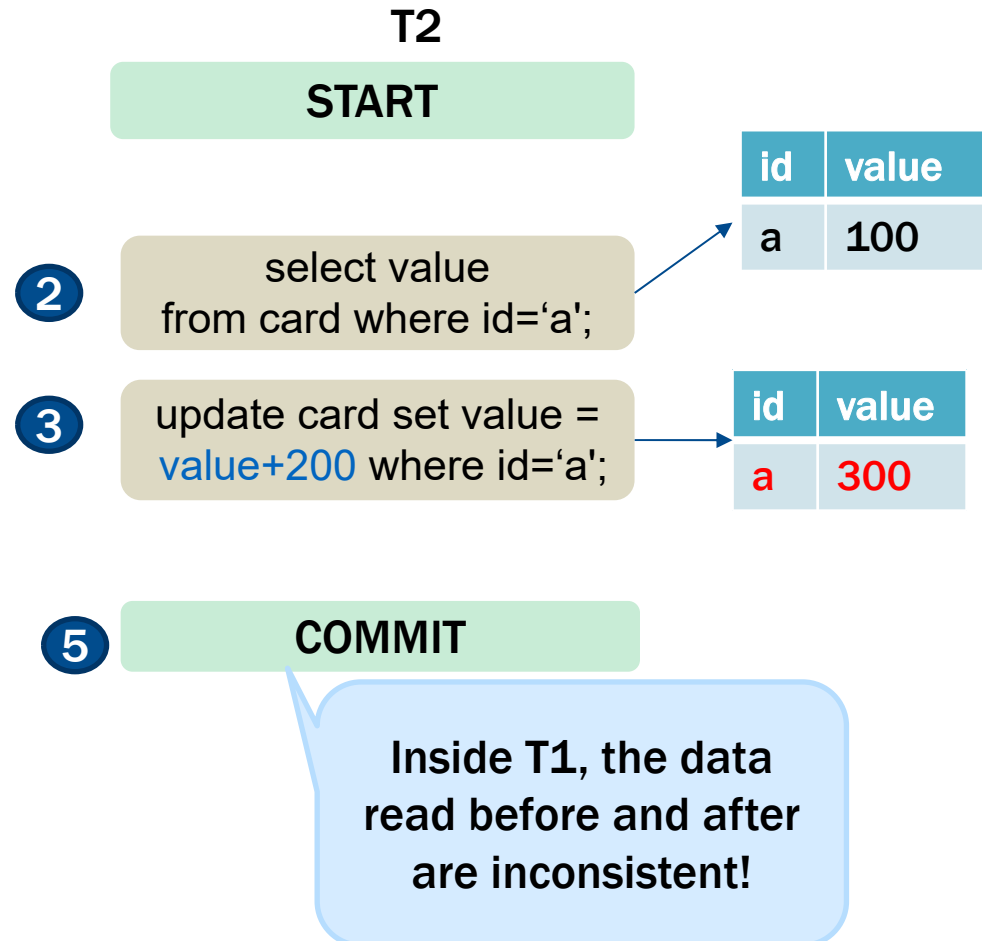 T2
START
id value
a 100
2
select value
from card where id=‘a';
3
update card set value =
value+200 where id=‘a';
id value
a 300
5
COMMIT
Inside T1, the data
read before and after
are inconsistent!